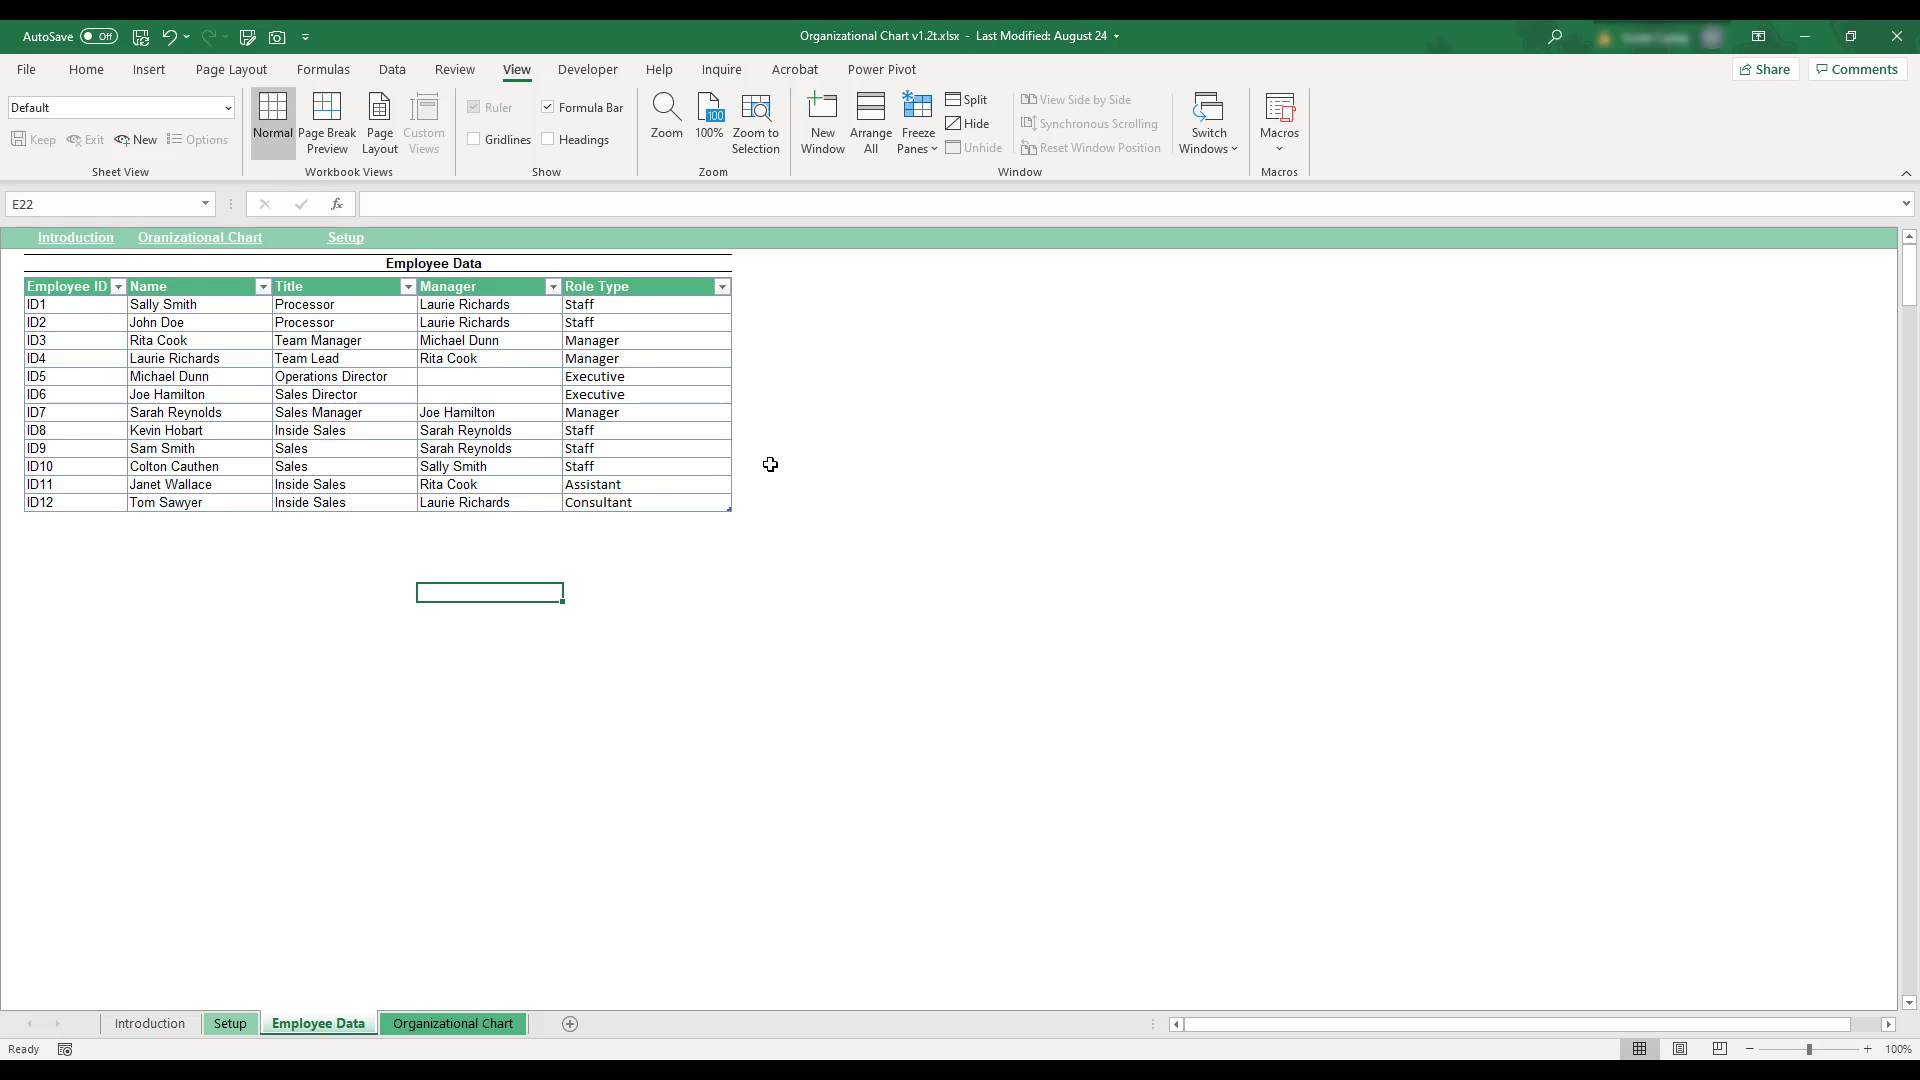 AutoSave Off Organizational Chart v1.2t.xlsx - Last Modified: August 24
File Home Insert Page Layout Formulas Data Review View Developer Help Inquire Acrobat Power Pivot Share Comments
Default
Keep Exit New Options
Sheet View
Normal Page Break Preview Page Layout Custom Views
Workbook Views
Ruler Formula Bar
Gridlines Headings
Show
Zoom 100% Zoom to Selection
100
Zoom
New Window Arrange All Freeze Panes
Split
Hide
Unhide
View Side by Side
Synchronous Scrolling
Reset Window Position
Switch Windows
Window
Macros
Macros
E22 fx
Introduction Oranizational Chart Setup
Employee Data
Employee ID Name Title Manager Role Type
ID1 Sally Smith Processor Laurie Richards Staff
ID2 John Doe Processor Laurie Richards Staff
ID3 Rita Cook Team Manager Michael Dunn Manager
ID4 Laurie Richards Team Lead Rita Cook Manager
ID5 Michael Dunn Operations Director Executive
ID6 Joe Hamilton Sales Director Executive
ID7 Sarah Reynolds Sales Manager Joe Hamilton Manager
ID8 Kevin Hobart Inside Sales Sarah Reynolds Staff
ID9 Sam Smith Sales Sarah Reynolds Staff
ID10 Colton Cauthen Sales Sally Smith Staff
ID11 Janet Wallace Inside Sales Rita Cook Assistant
ID12 Tom Sawyer Inside Sales Laurie Richards Consultant
Introduction Setup Employee Data Organizational Chart
Ready 100%